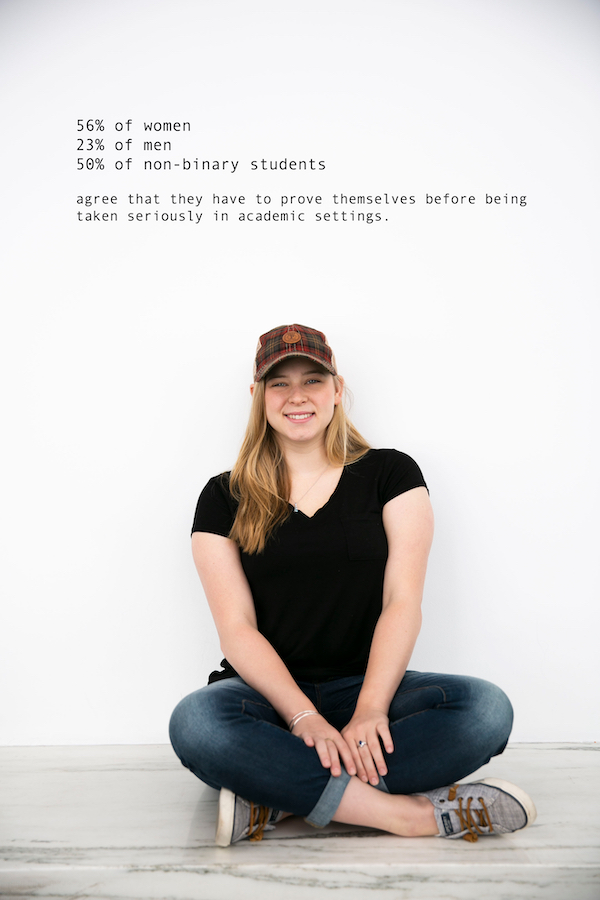 56% of women
23% of men
50% of non-binary students
agree that they have to prove themselves before being
taken seriously in academic settings.